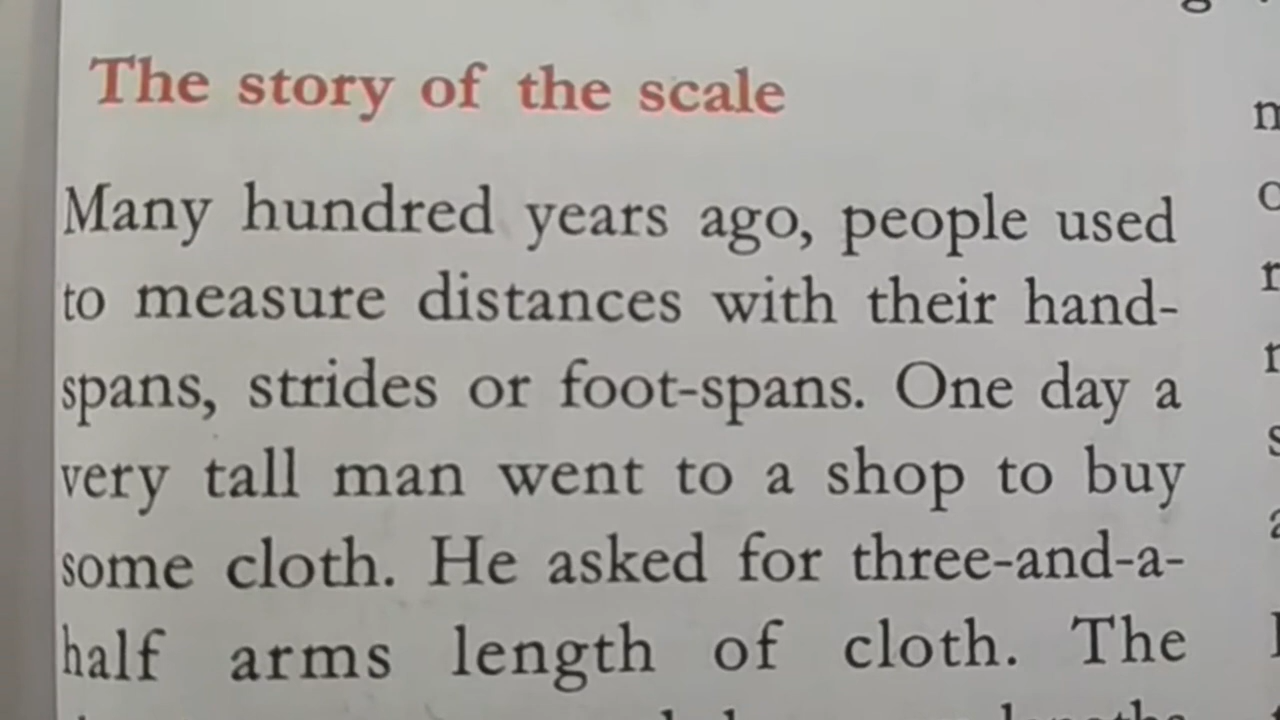 The story of the scale
Many hundred years ago, people used
to measure distances with their hand-
spans, strides or foot-spans. One day a
very tall man went to a shop to buy
some cloth. He asked for three-and-a-
half arms length of cloth. The
lengths